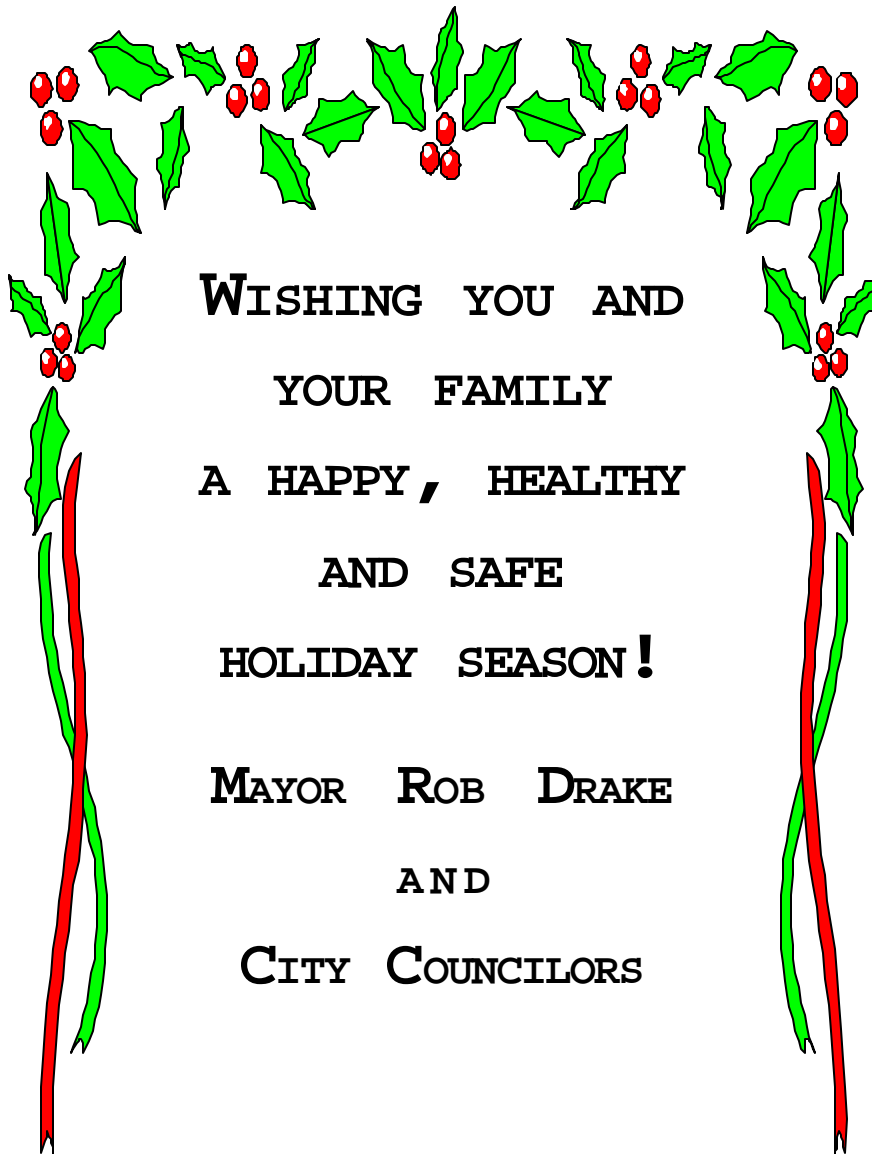 Wishing you and
your family
a happy, healthy
and safe
holiday season!
Mayor Rob Drake
and
City Councilors